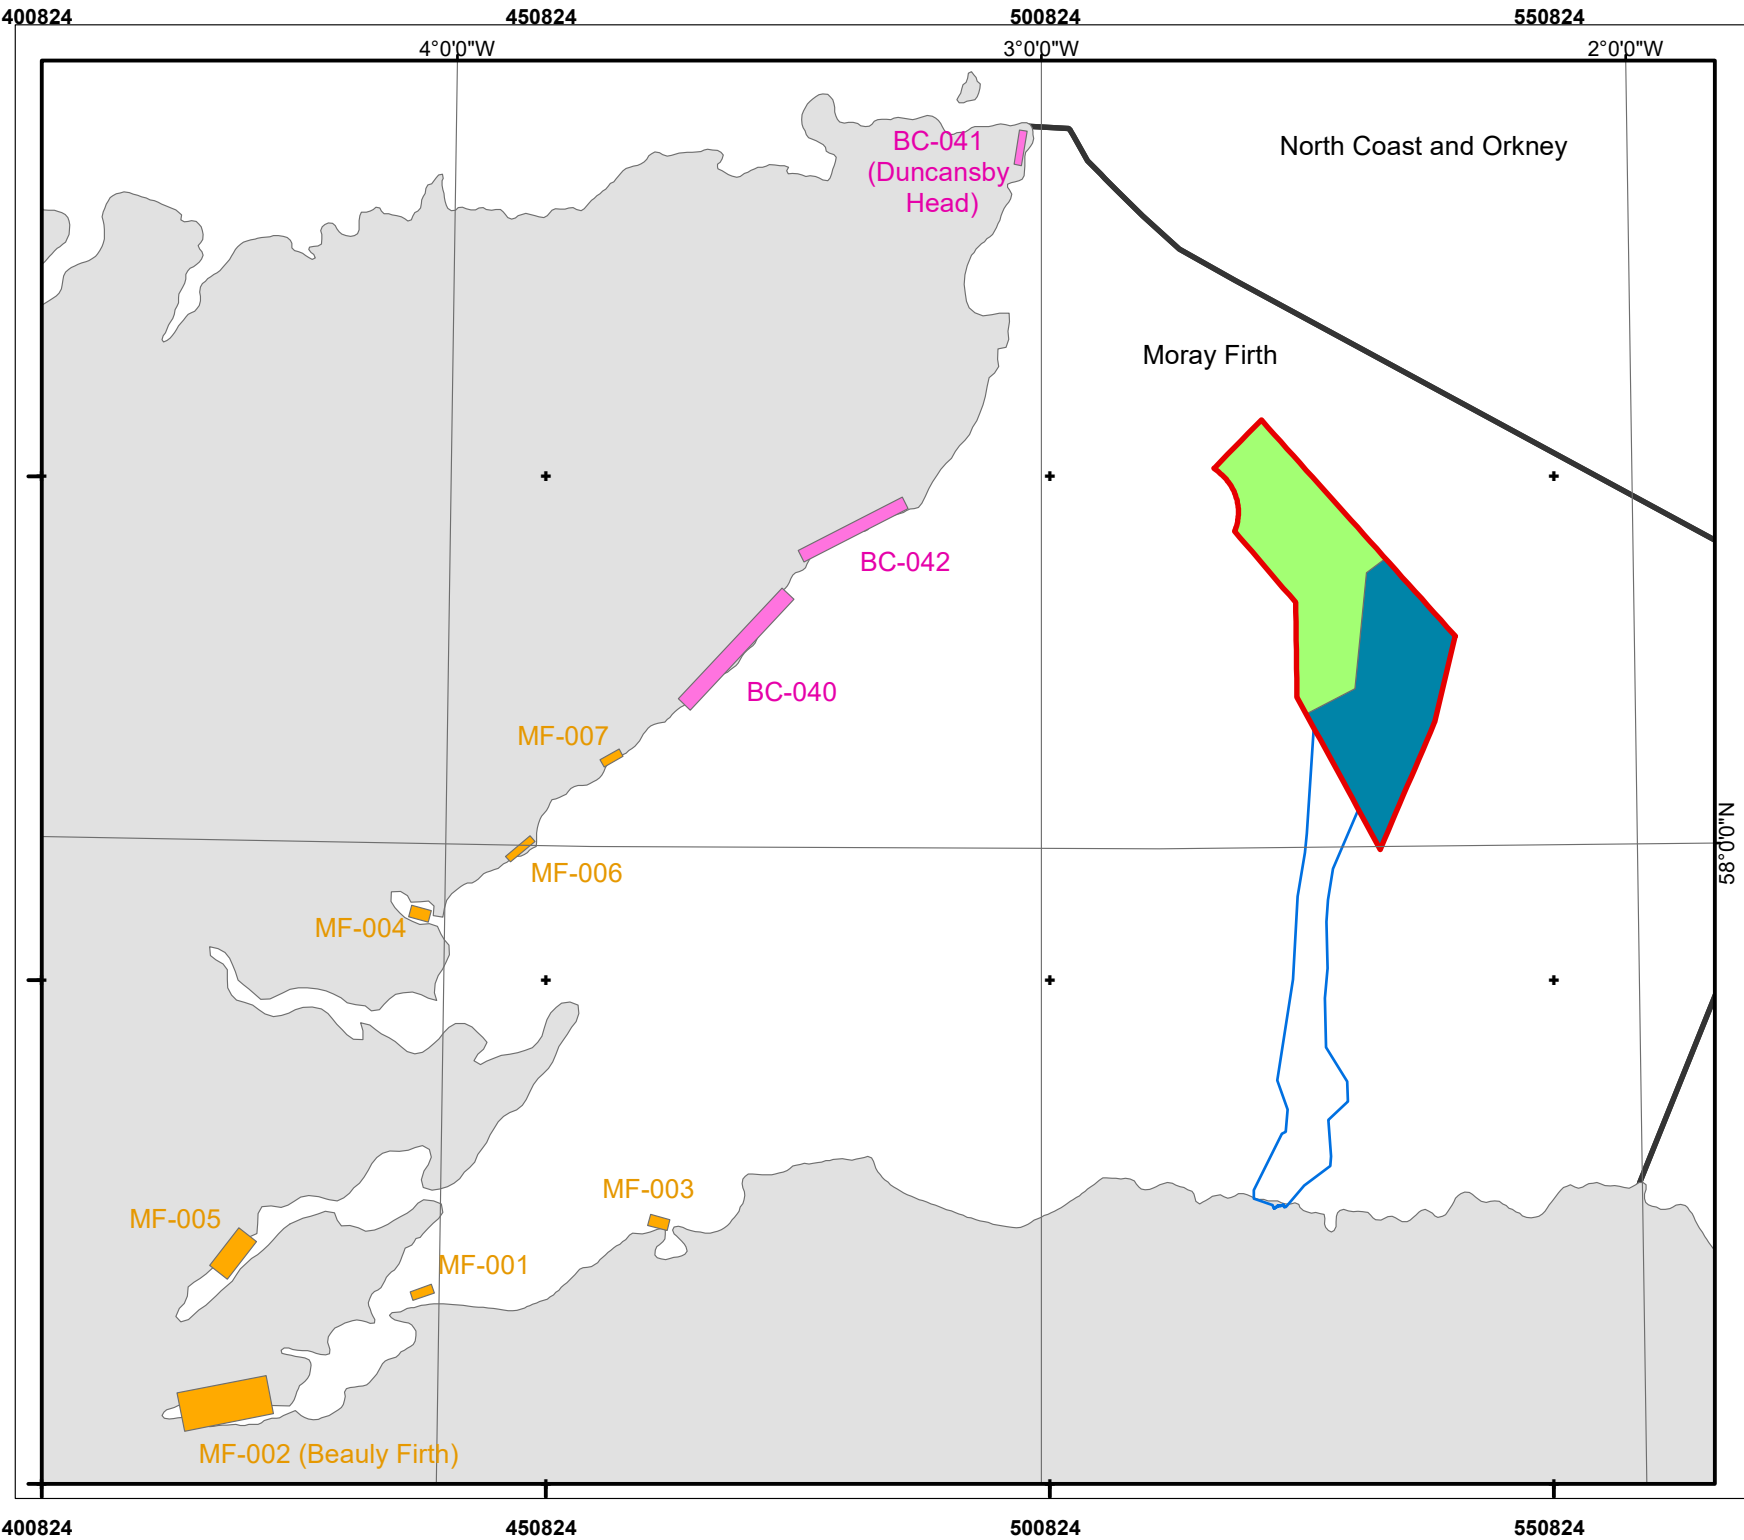 400824 450824 500824 550824
4°0'0"W 3°0'0"W 2°0'0"W
BC-041
(Duncansby
Head)
North Coast and Orkney
Moray Firth
BC-042
BC-040
MF-007
58°0'0"N
MF-006
MF-004
MF-003
MF-005
MF-001
MF-002 (Beauly Firth)
400824 450824 500824 550824